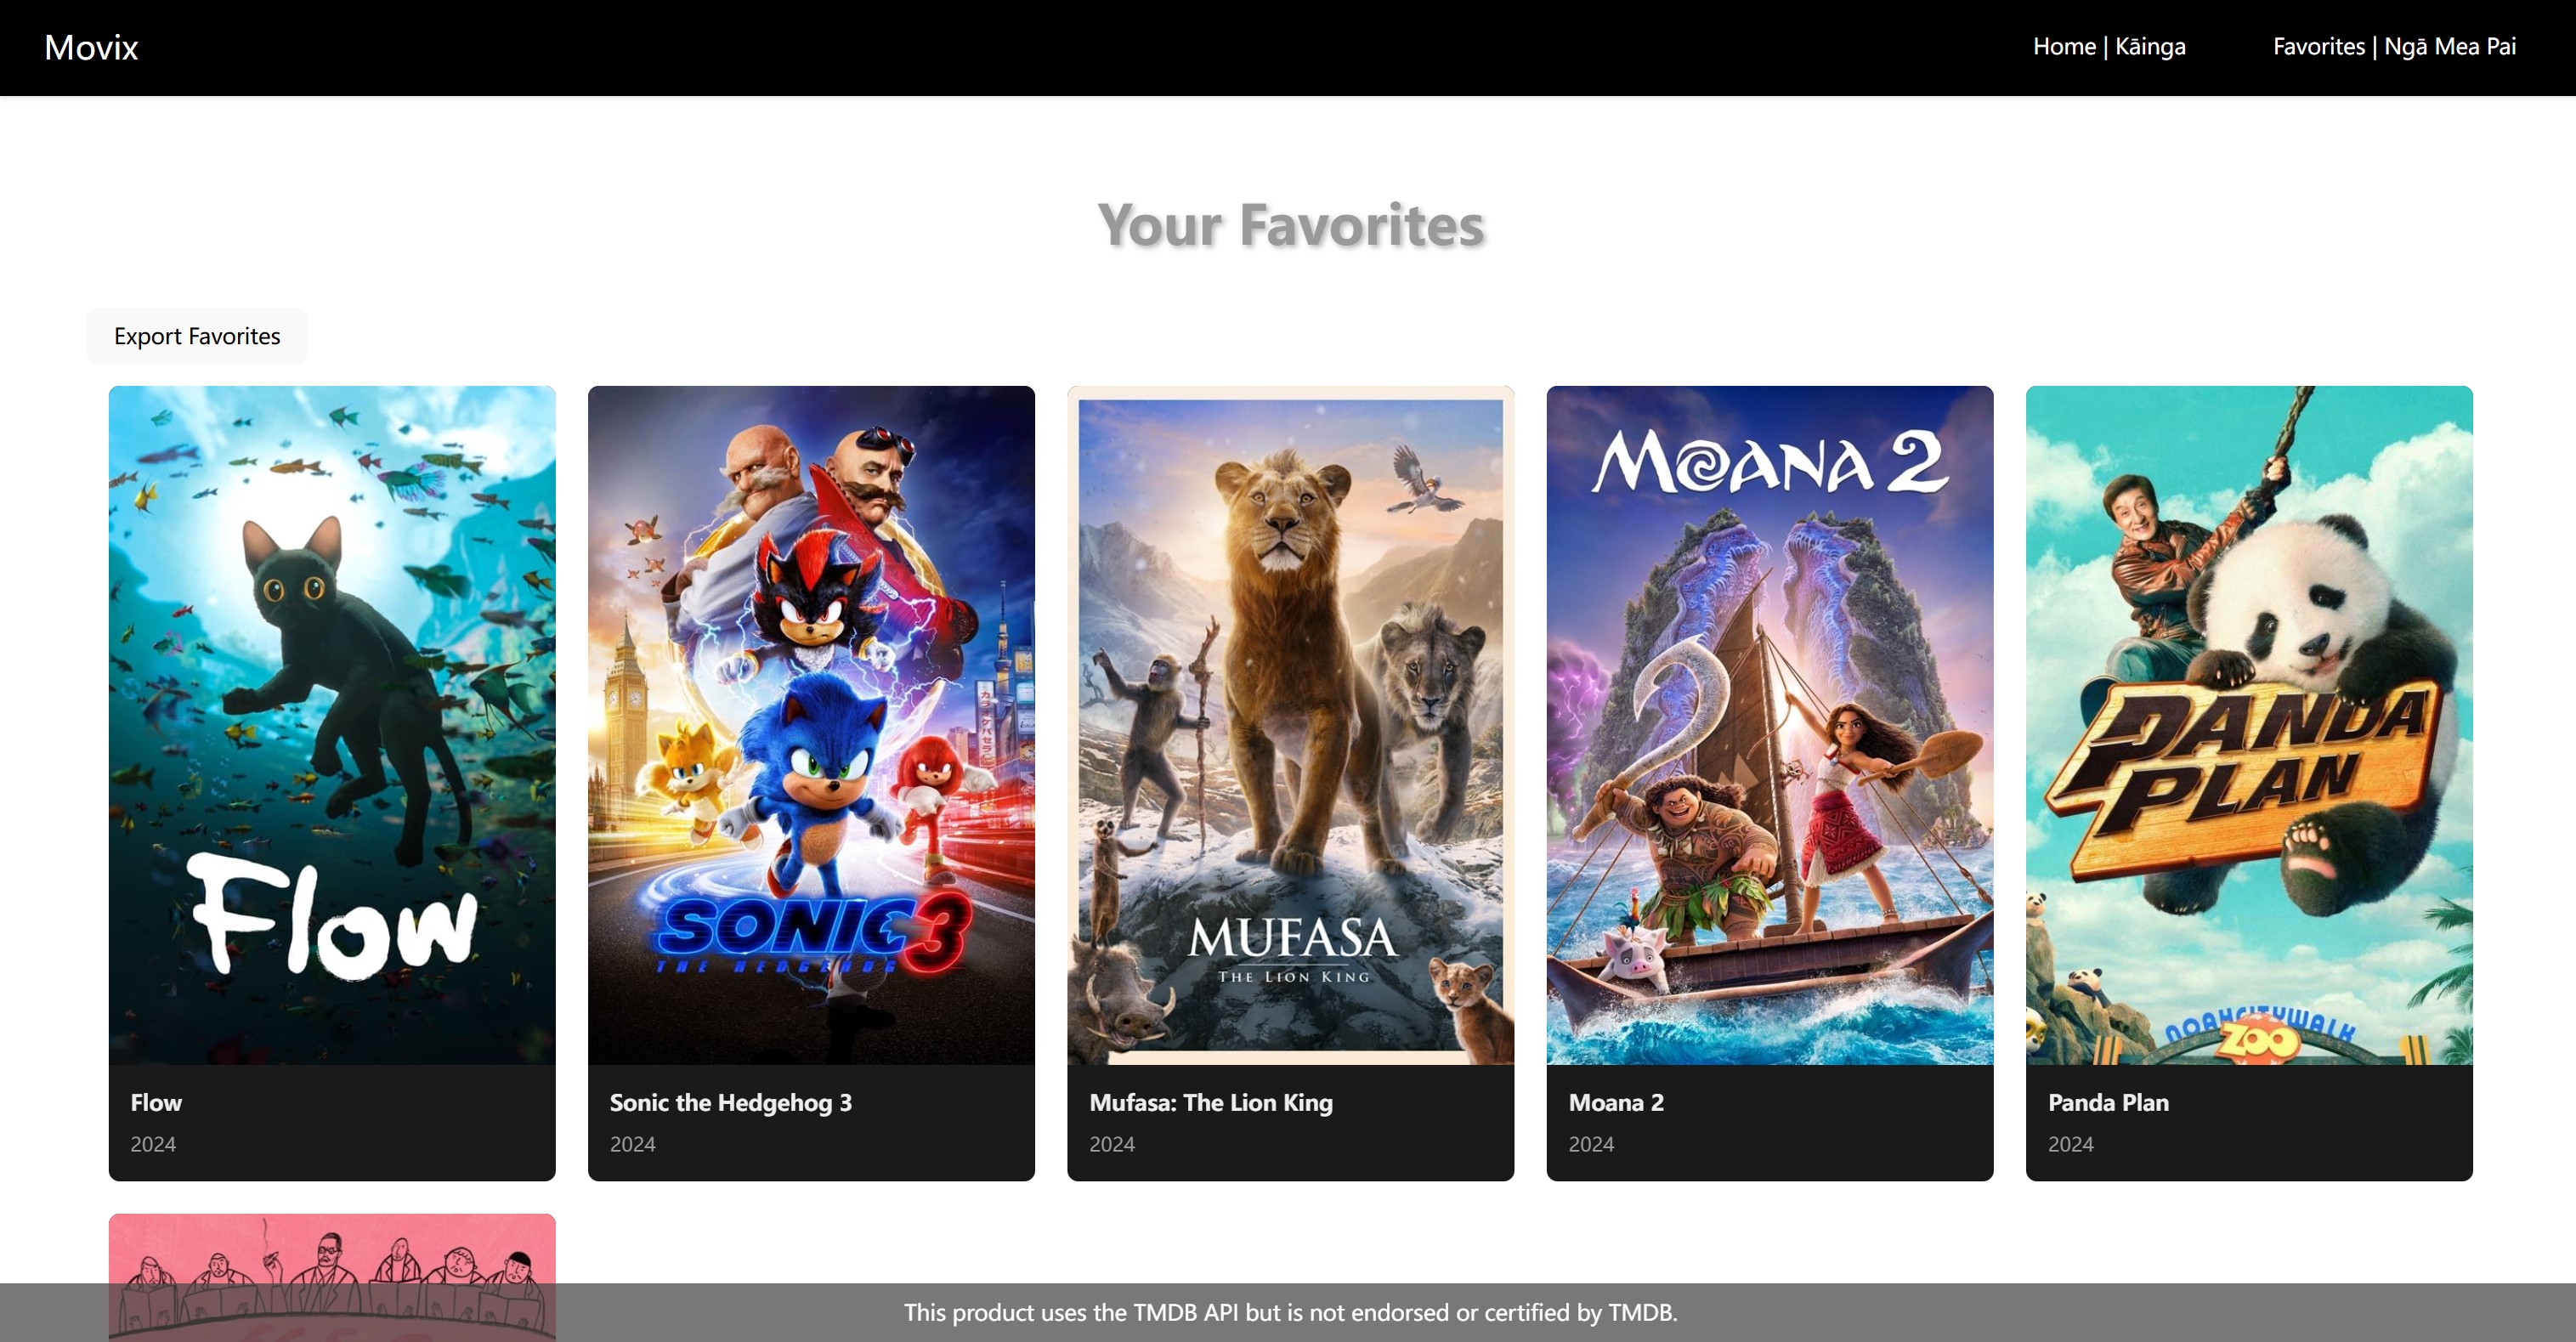 Movix
Home | Kāinga
Favorites | Ngā Mea Pai
Your Favorites
Export Favorites
Flow
SONIC 3
THE HEDGEHOG
MUFASA
THE LION KING
MOANA 2
PANDA
PLAN
NOAHCITYWALK
ZOO
Flow
2024
Sonic the Hedgehog 3
2024
Mufasa: The Lion King
2024
Moana 2
2024
Panda Plan
2024
This product uses the TMDB API but is not endorsed or certified by TMDB.